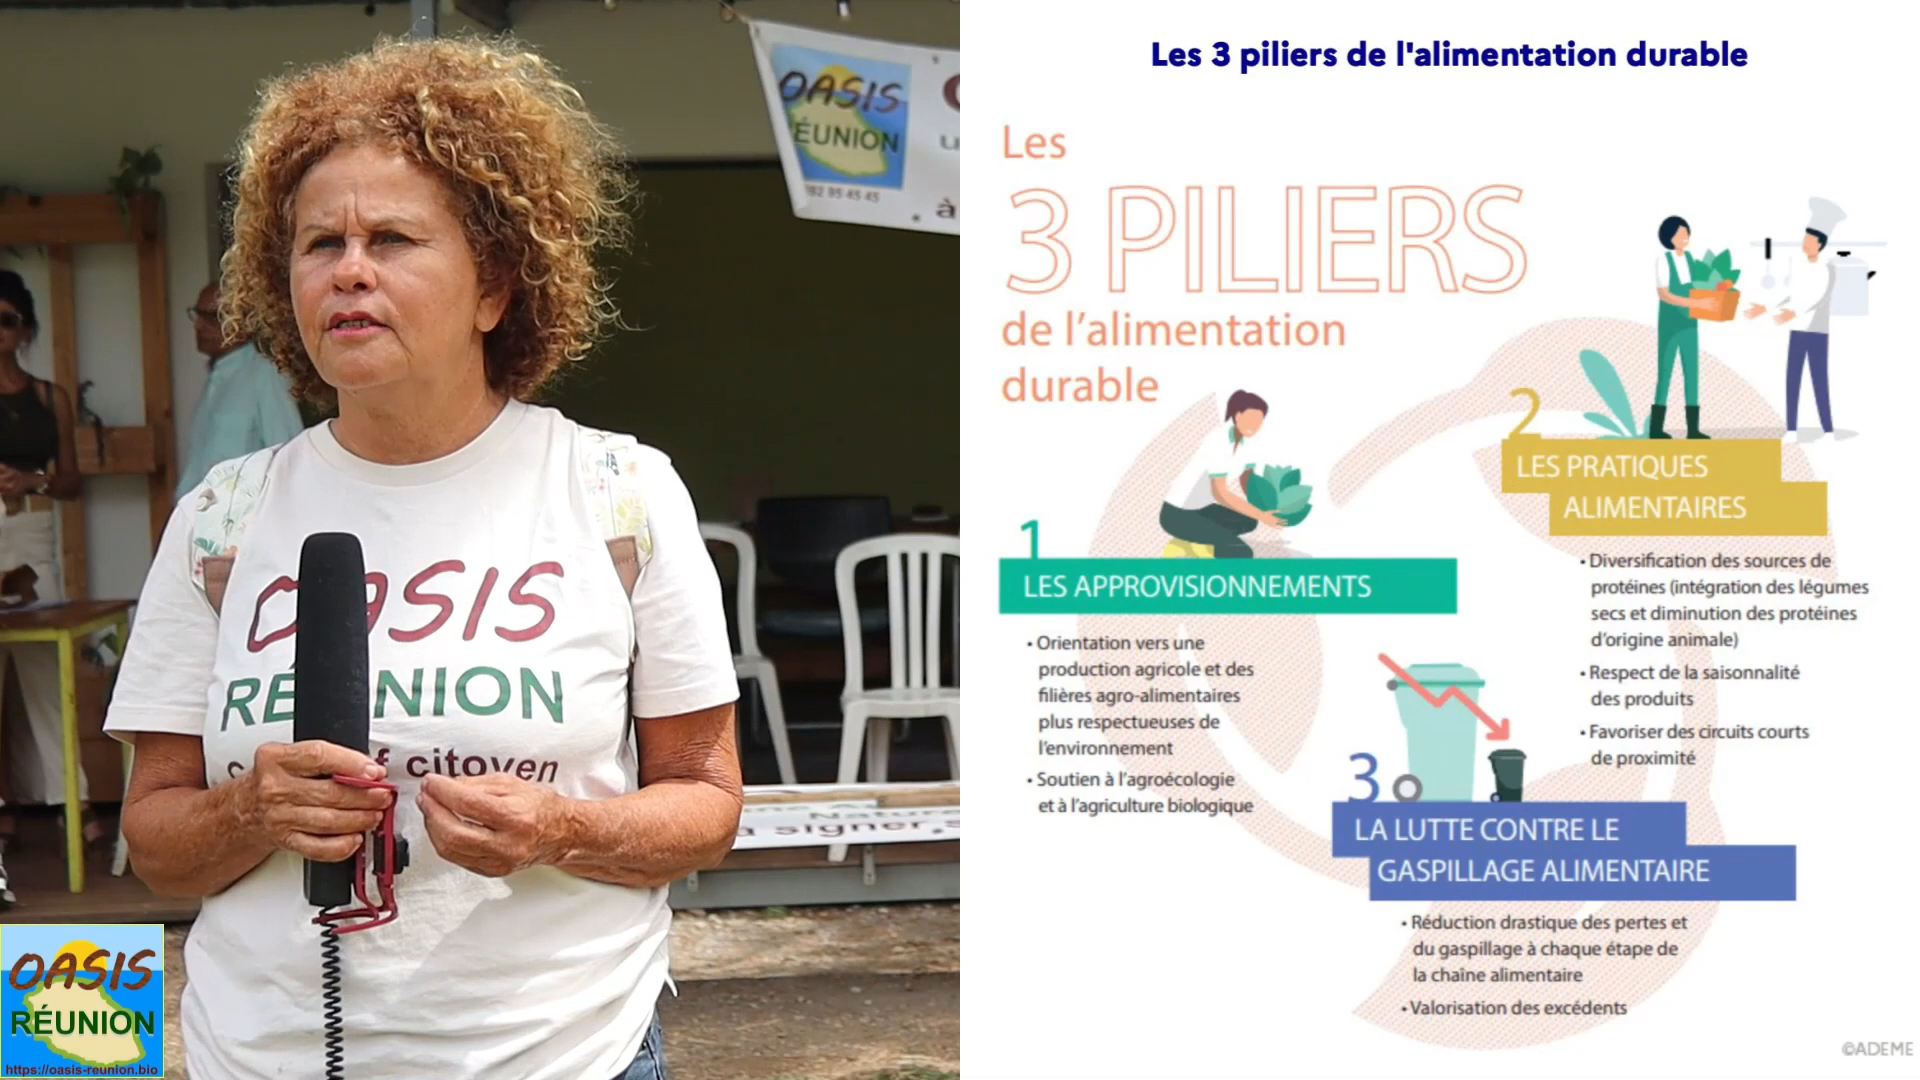 OASIS
RÉUNION
à
OASIS
RÉUNION
citoyen
à signer
OASIS
RÉUNION
https://oasis-reunion.bio
Les 3 piliers de l'alimentation durable
Les
3 PILIERS
de l'alimentation
durable
1
LES APPROVISIONNEMENTS
• Orientation vers une
production agricole et des
filières agro-alimentaires
plus respectueuses de
l'environnement
• Soutien à l'agroécologie
et à l'agriculture biologique
2
LES PRATIQUES
ALIMENTAIRES
• Diversification des sources de
protéines (intégration des légumes
secs et diminution des protéines
d'origine animale)
• Respect de la saisonnalité
des produits
• Favoriser des circuits courts
de proximité
3
LA LUTTE CONTRE LE
GASPILLAGE ALIMENTAIRE
• Réduction drastique des pertes et
du gaspillage à chaque étape de
la chaîne alimentaire
• Valorisation des excédents
©ADEME